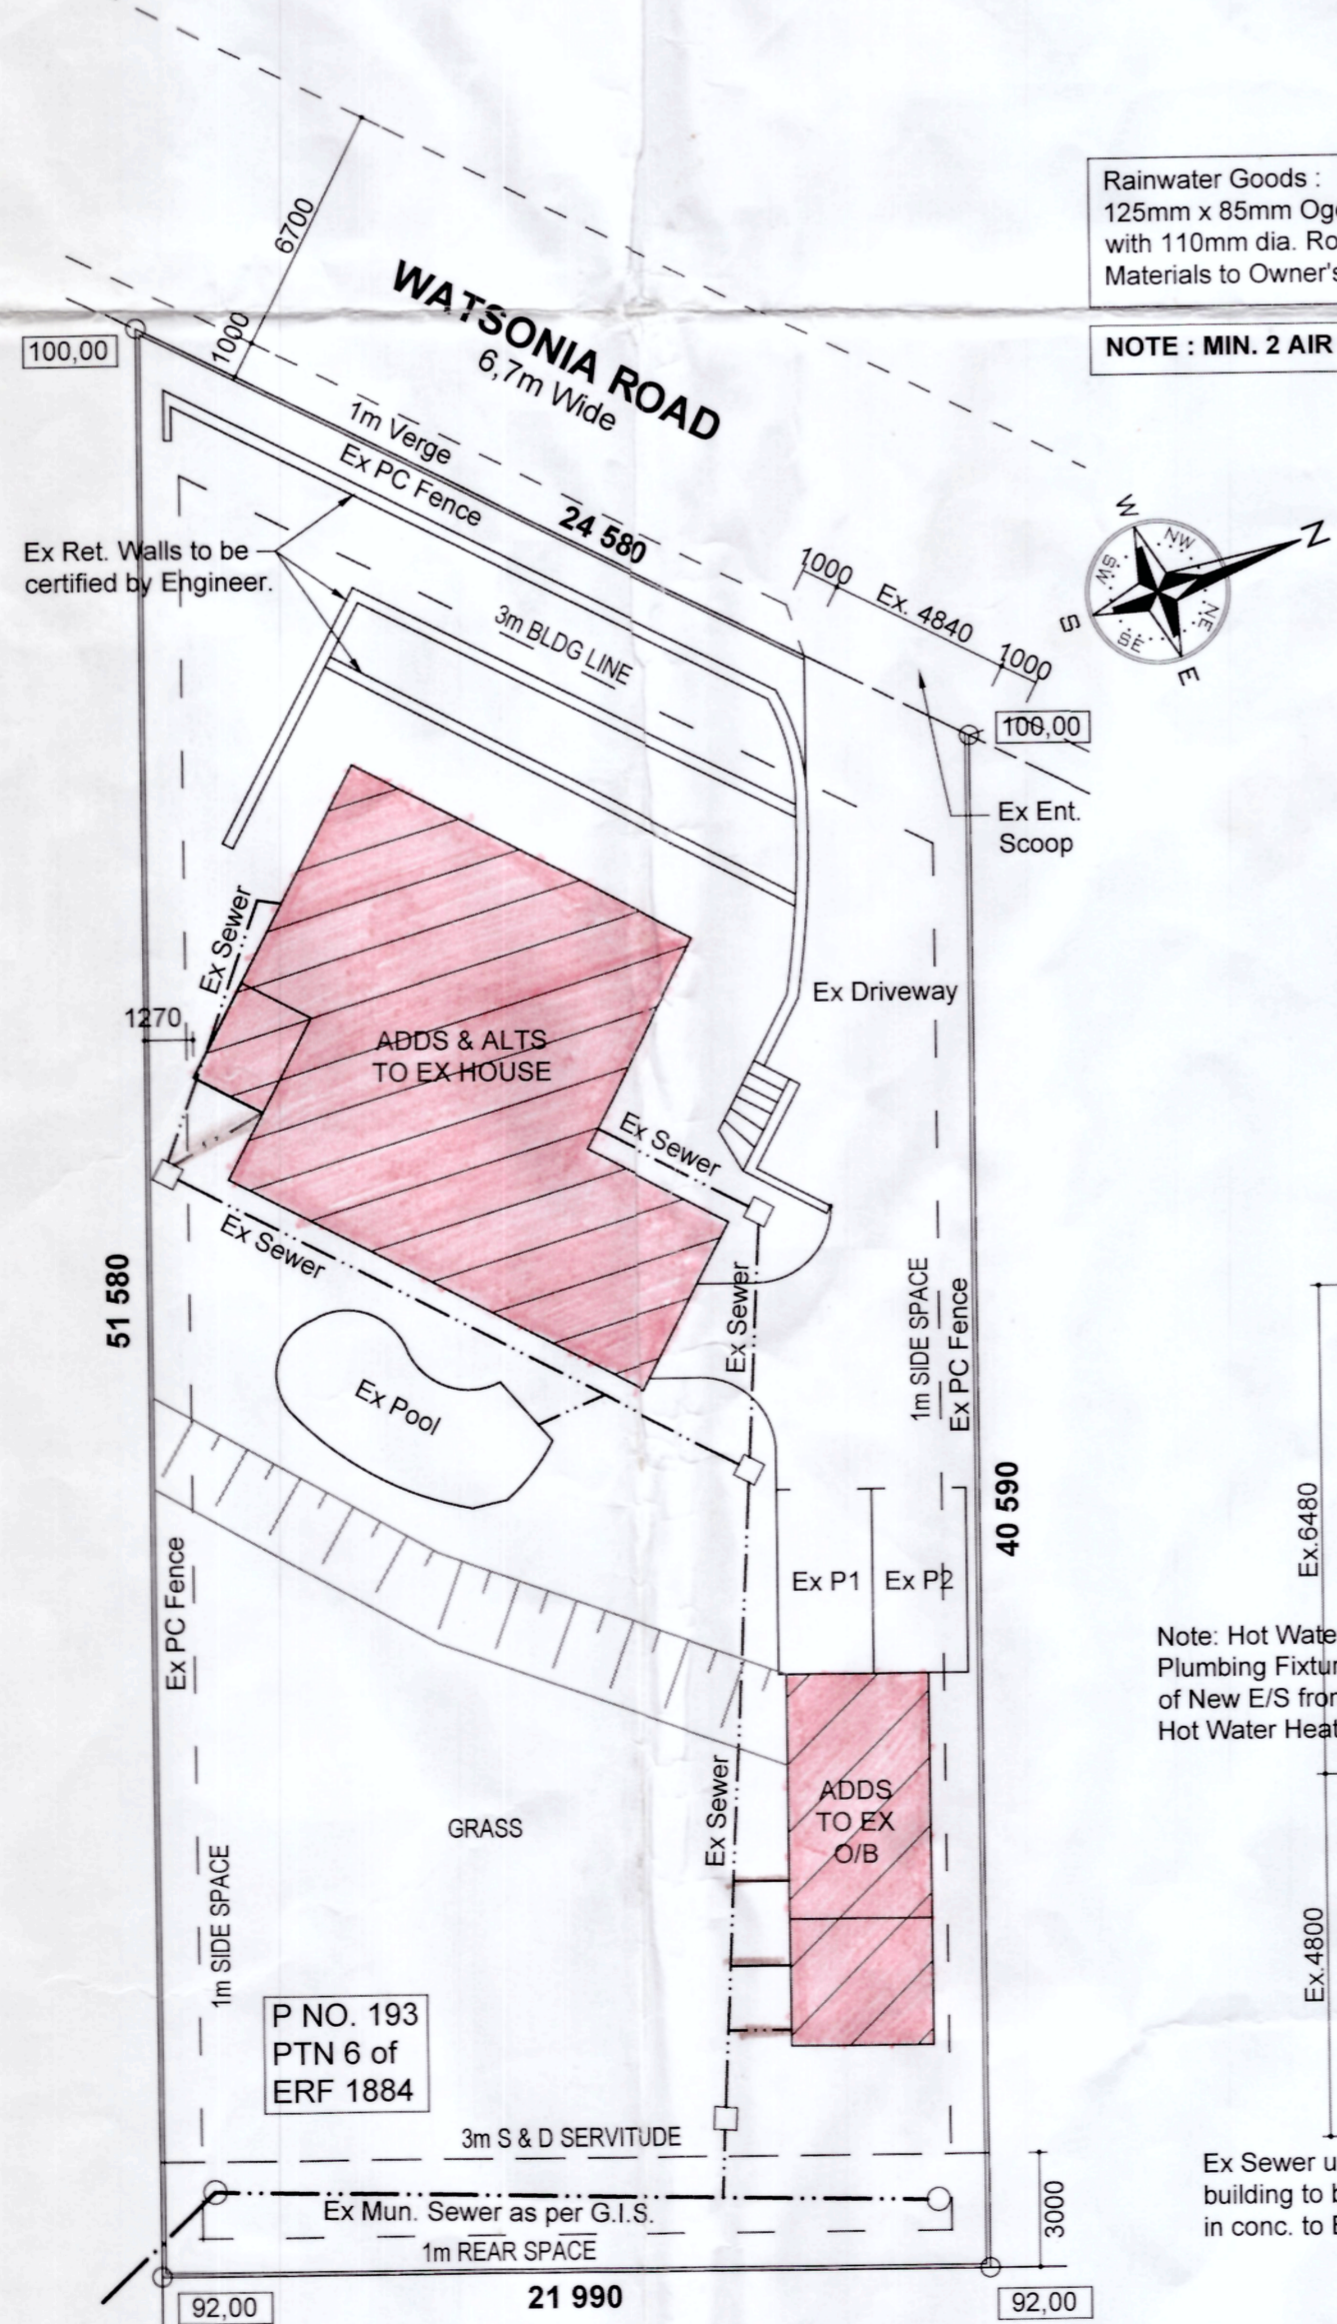 6700
1000
WATSONIA ROAD
6,7m Wide
Rainwater Goods :
125mm x 85mm
with 110mm dia.
Materials to Owner's
NOTE : MIN. 2 AIR
100,00
1m Verge
Ex PC Fence
24 580
Ex Ret. Walls to be
certified by Engineer.
3m BLDG LINE
1000
Ex. 4840
1000
W
NW
N
SW
NE
S
SE
E
100,00
Ex Ent.
Scoop
Ex Sewer
1270
Ex Driveway
ADDS & ALTS
TO EX HOUSE
Ex Sewer
Ex Sewer
Ex Sewer
51 580
1m SIDE SPACE
Ex PC Fence
Ex Pool
40 590
Ex.6480
Ex P1
Ex P2
Ex PC Fence
Note: Hot
Plumbing
of New E/S
Hot Water
ADDS
TO EX
O/B
GRASS
Ex Sewer
1m SIDE SPACE
Ex.4800
P NO. 193
PTN 6 of
ERF 1884
3m S & D SERVITUDE
Ex Mun. Sewer as per G.I.S.
3000
1m REAR SPACE
Ex Sewer
building to
in conc. to
92,00
21 990
92,00